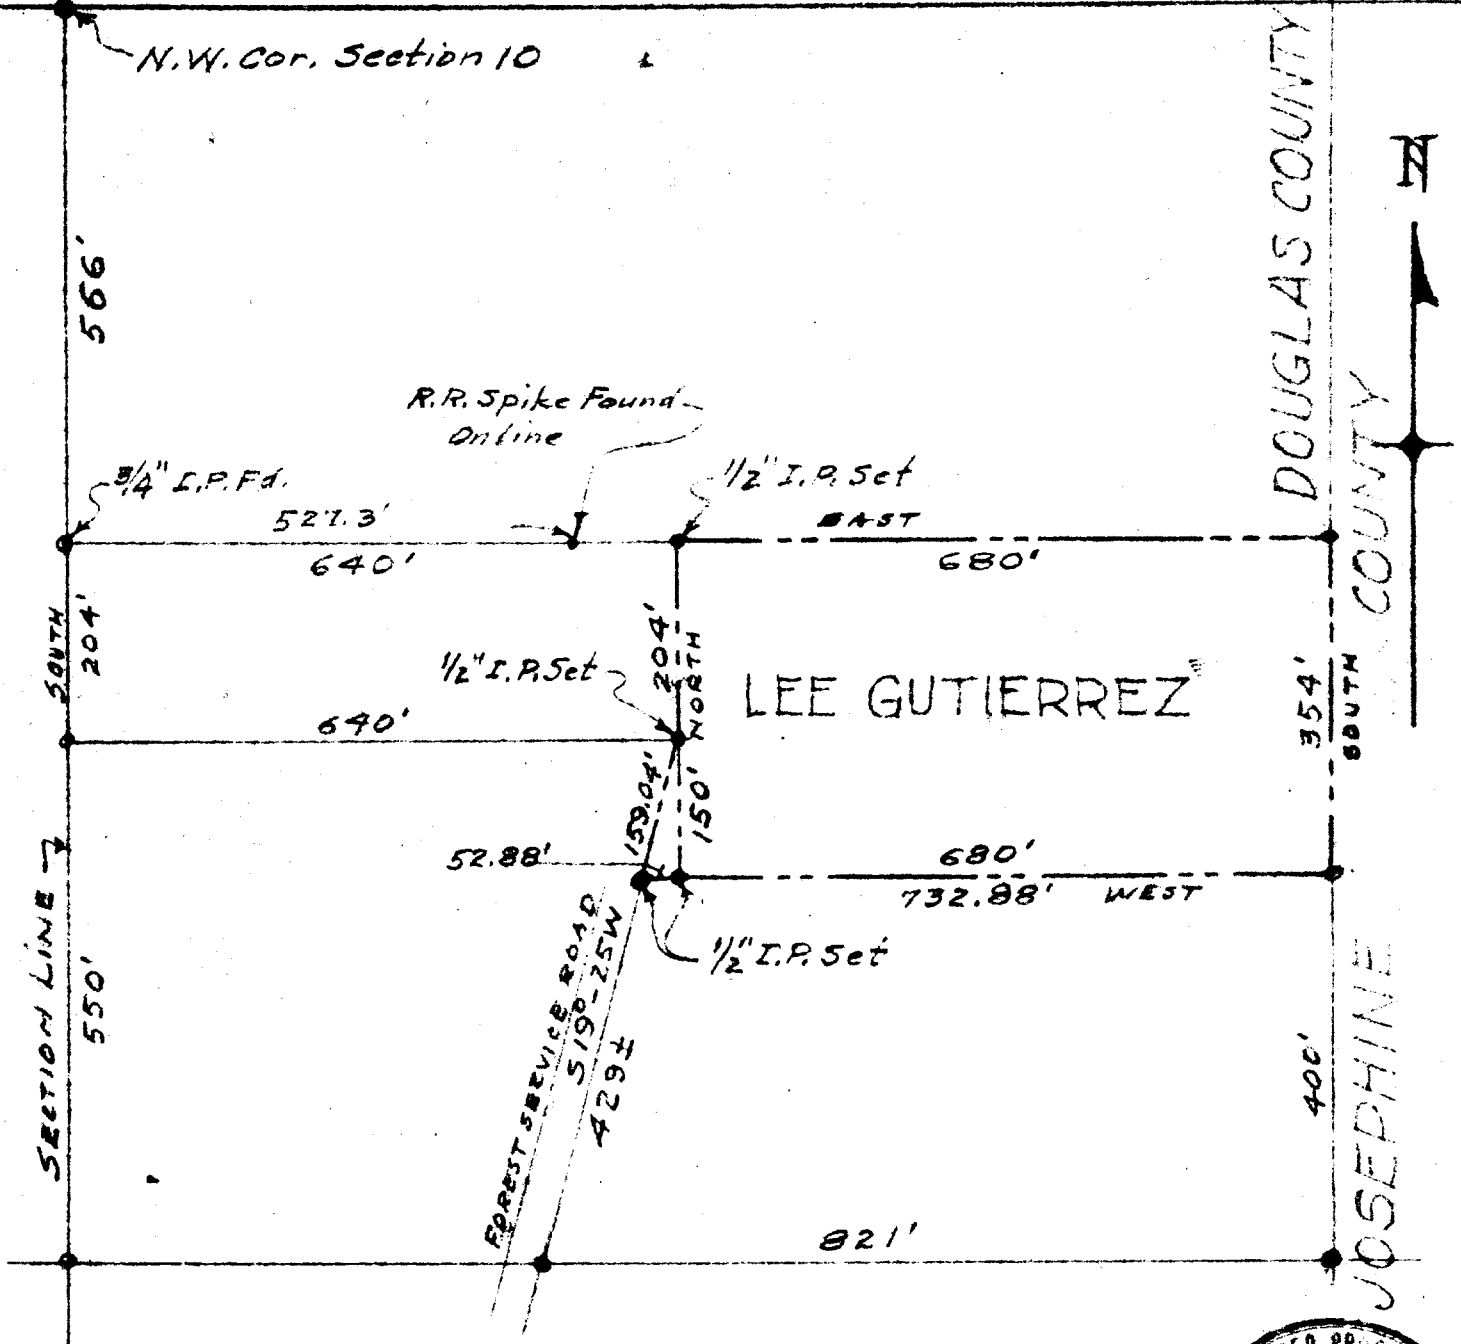 N.W. Cor. Section 10
DOUGLAS COUNTY
N
566'
R.R. Spike Found
Online
3/4" I.P. Fd.
1/2" I.P. Set
527.3'
EAST
640'
680'
SOUTH
204'
204'
NORTH
1/2" I.P. Set
LEE GUTIERREZ
354'
SOUTH
640'
159.04'
150'
52.88'
680'
732.88' WEST
1/2" I.P. Set
SECTION LINE
550'
FOREST SERVICE ROAD
S19°-25W
429±
400'
JOSEPHINE COUNTY
821'